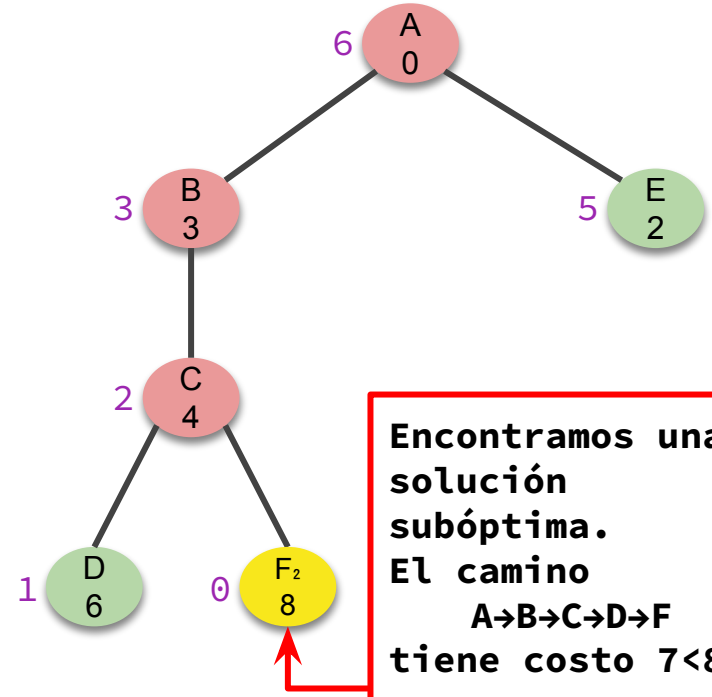 A
6
0
B
3
3
E
5
2
C
2
4
D
1
6
F₂
0
8
Encontramos una
solución
subóptima.
El camino
A→B→C→D→F
tiene costo 7<8